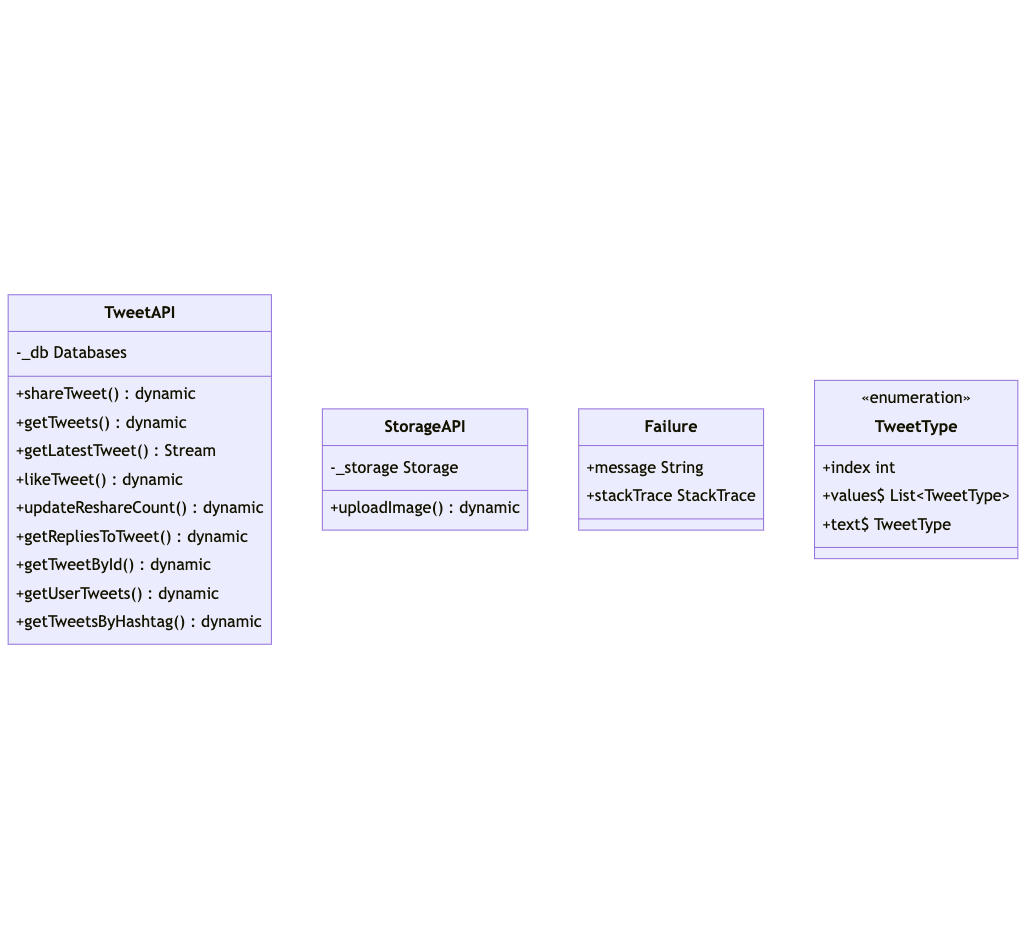 TweetAPI
-_db Databases
+shareTweet() : dynamic
+getTweets() : dynamic
+getLatestTweet() : Stream
+likeTweet() : dynamic
+updateReshareCount() : dynamic
+getRepliesToTweet() : dynamic
+getTweetById() : dynamic
+getUserTweets() : dynamic
+getTweetsByHashtag() : dynamic
StorageAPI
-_storage Storage
+uploadImage() : dynamic
Failure
+message String
+stackTrace StackTrace
«enumeration»
TweetType
+index int
+values$ List<TweetType>
+text$ TweetType